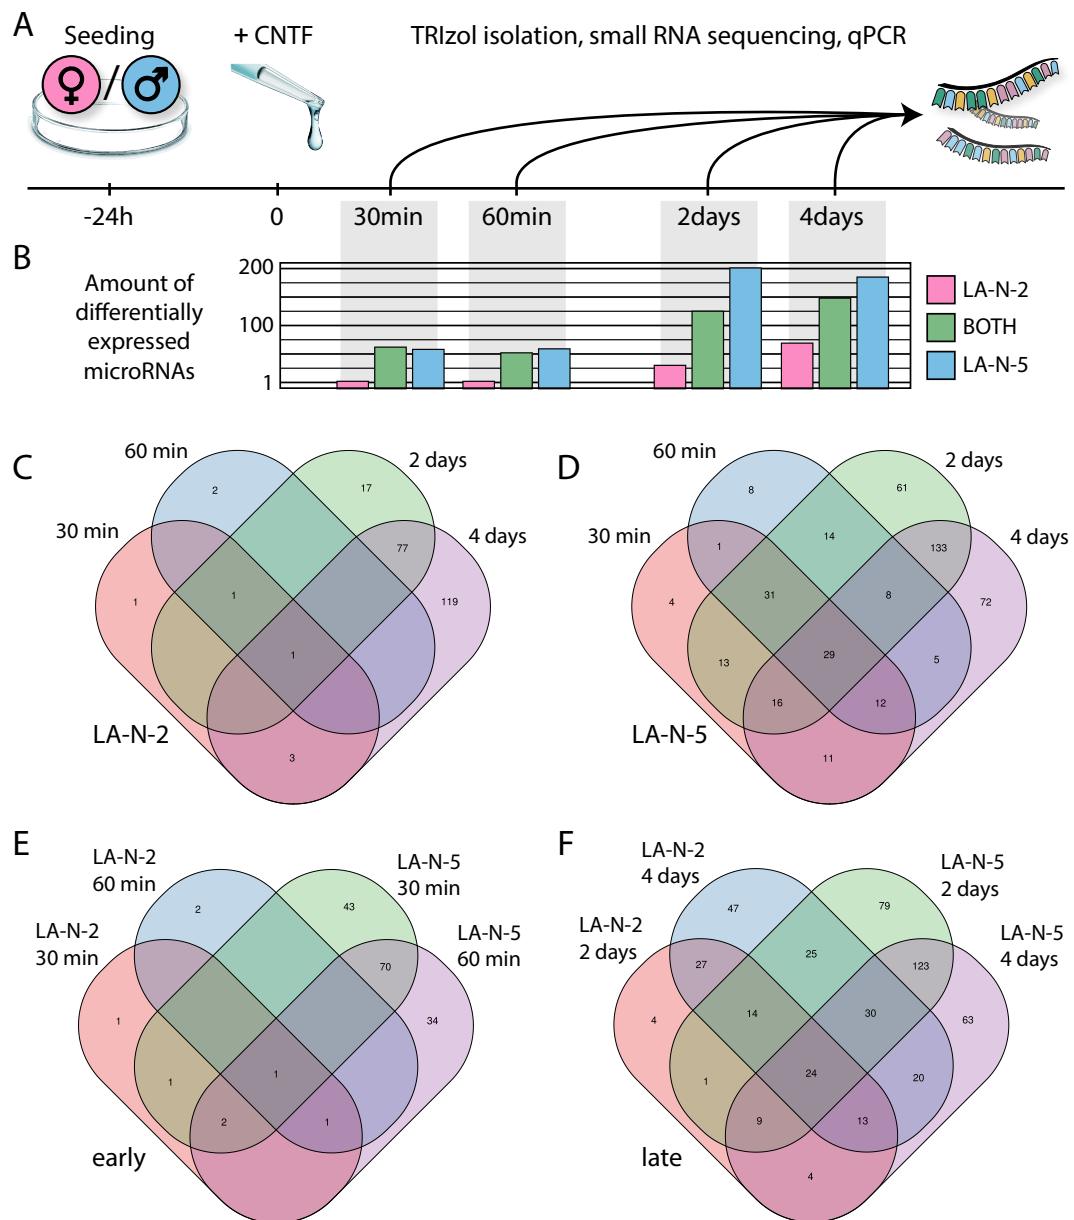 A
Seeding
+ CNTF
TRIzol isolation, small RNA sequencing, qPCR
♀/♂
-24h
0
30min
60min
2days
4days
B
Amount of
differentially
expressed
microRNAs
200
100
1
LA-N-2
BOTH
LA-N-5
C
60 min
2 days
30 min
4 days
2
17
77
1
1
119
1
3
LA-N-2
D
60 min
2 days
30 min
4 days
8
61
14
133
1
31
8
4
72
29
13
5
16
12
11
LA-N-5
E
LA-N-2
60 min
LA-N-5
30 min
LA-N-2
30 min
LA-N-5
60 min
2
43
70
1
34
1
1
2
1
early
F
LA-N-2
4 days
LA-N-5
2 days
LA-N-2
2 days
LA-N-5
4 days
47
79
25
27
123
14
30
4
63
24
1
20
9
13
4
late